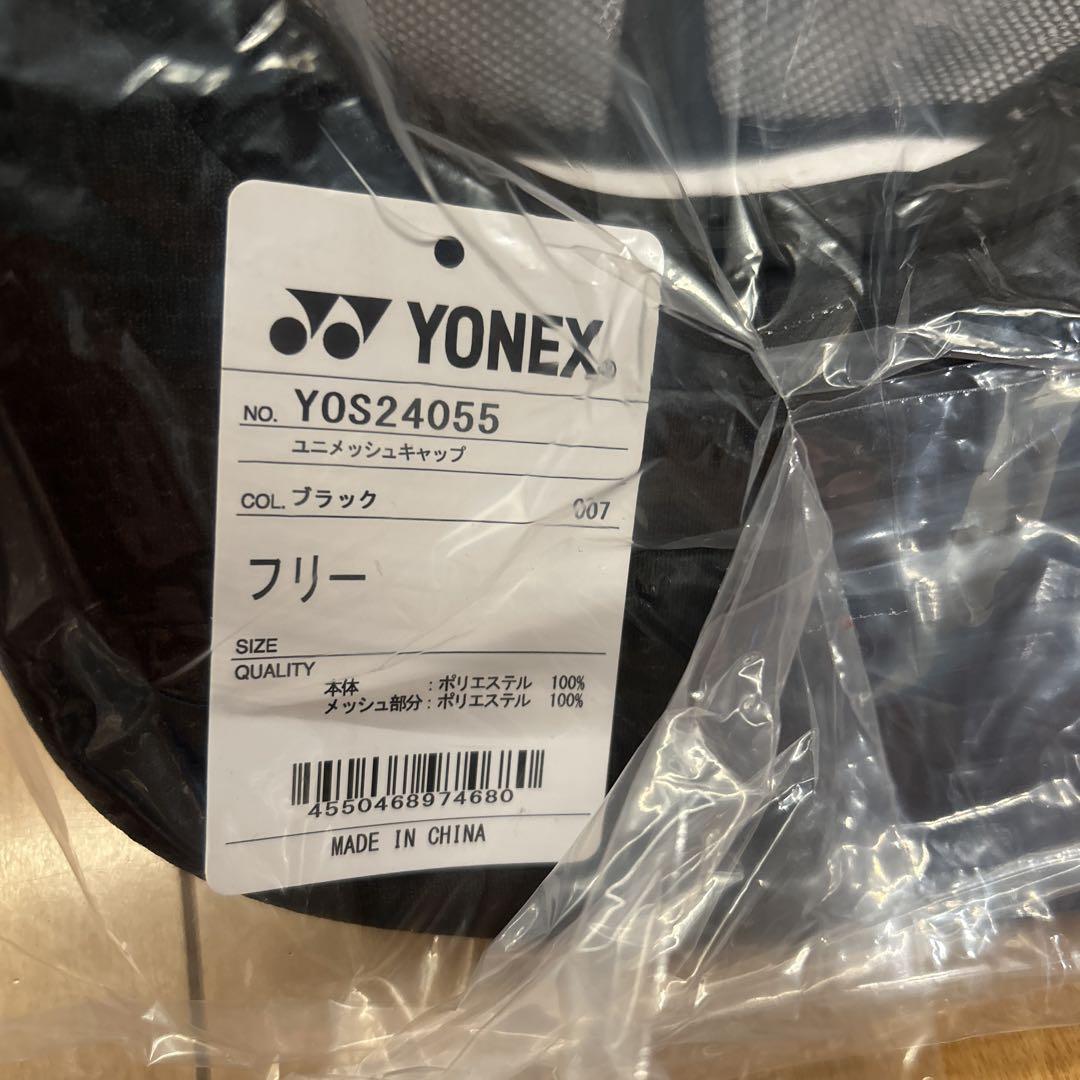 YONEX®
NO. YOS24055
ユニメッシュキャップ
COL. ブラック 007
フリー
SIZE
QUALITY
本体 : ポリエステル 100%
メッシュ部分 : ポリエステル 100%
4550468974680
MADE IN CHINA